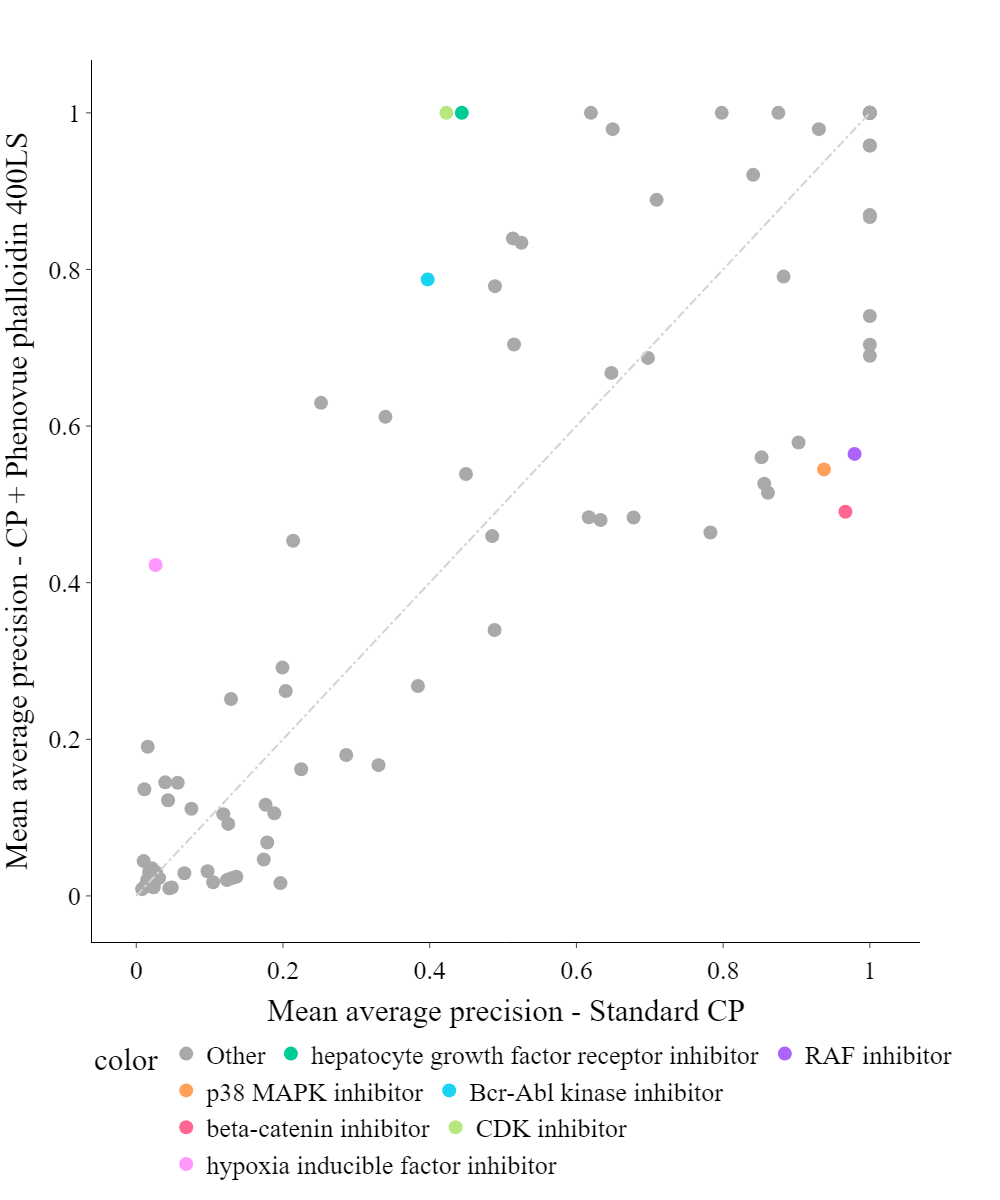 Mean average precision - CP + Phenovue phalloidin 400LS
1
0.8
0.6
0.4
0.2
0
0 0.2 0.4 0.6 0.8 1
Mean average precision - Standard CP
color Other hepatocyte growth factor receptor inhibitor RAF inhibitor
p38 MAPK inhibitor Bcr-Abl kinase inhibitor
beta-catenin inhibitor CDK inhibitor
hypoxia inducible factor inhibitor